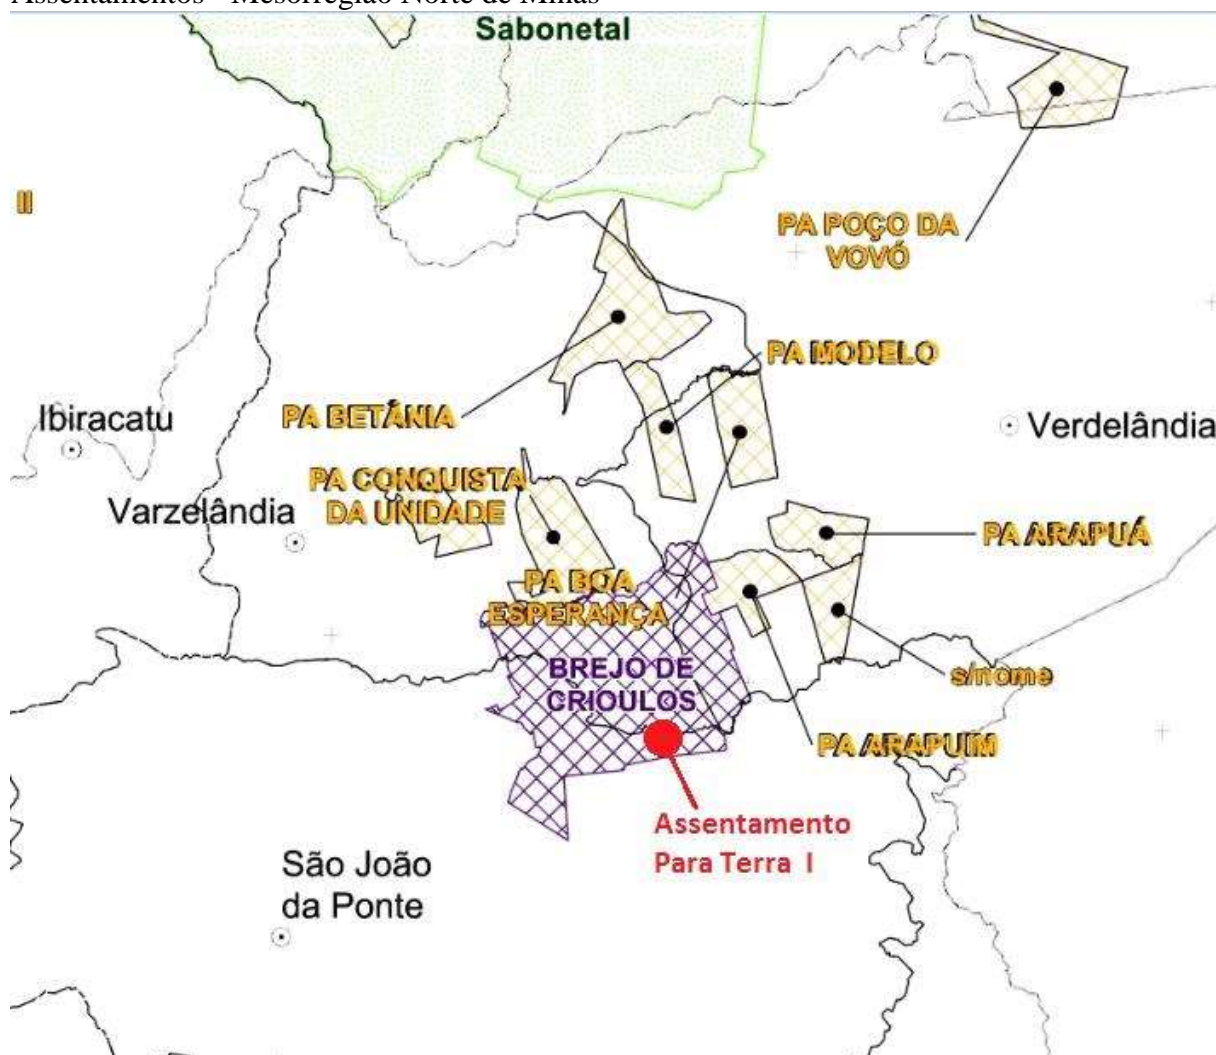 Assentamentos - Mesorregião Norte de Minas
Sabonetal
II
PA POÇO DA
VOVÓ
PA MODELO
PA BETÂNIA
Ibiracatu
Verdelândia
PA CONQUISTA
DA UNIDADE
Varzelândia
PA ARAPUÁ
PA BOA
ESPERANÇA
BREJO DE
CRIOULOS
s/nome
PA ARAPUIM
Assentamento
Para Terra I
São João
da Ponte